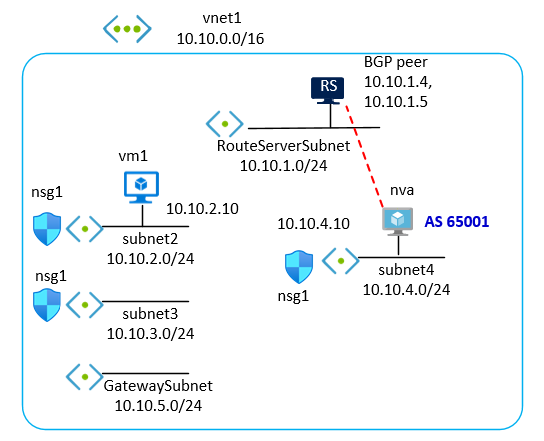 vnet1
10.10.0.0/16
BGP peer
10.10.1.4,
10.10.1.5
RS
RouteServerSubnet
10.10.1.0/24
vm1
nsg1
10.10.2.10
subnet2
10.10.2.0/24
nva
AS 65001
10.10.4.10
nsg1
subnet4
10.10.4.0/24
nsg1
subnet3
10.10.3.0/24
GatewaySubnet
10.10.5.0/24